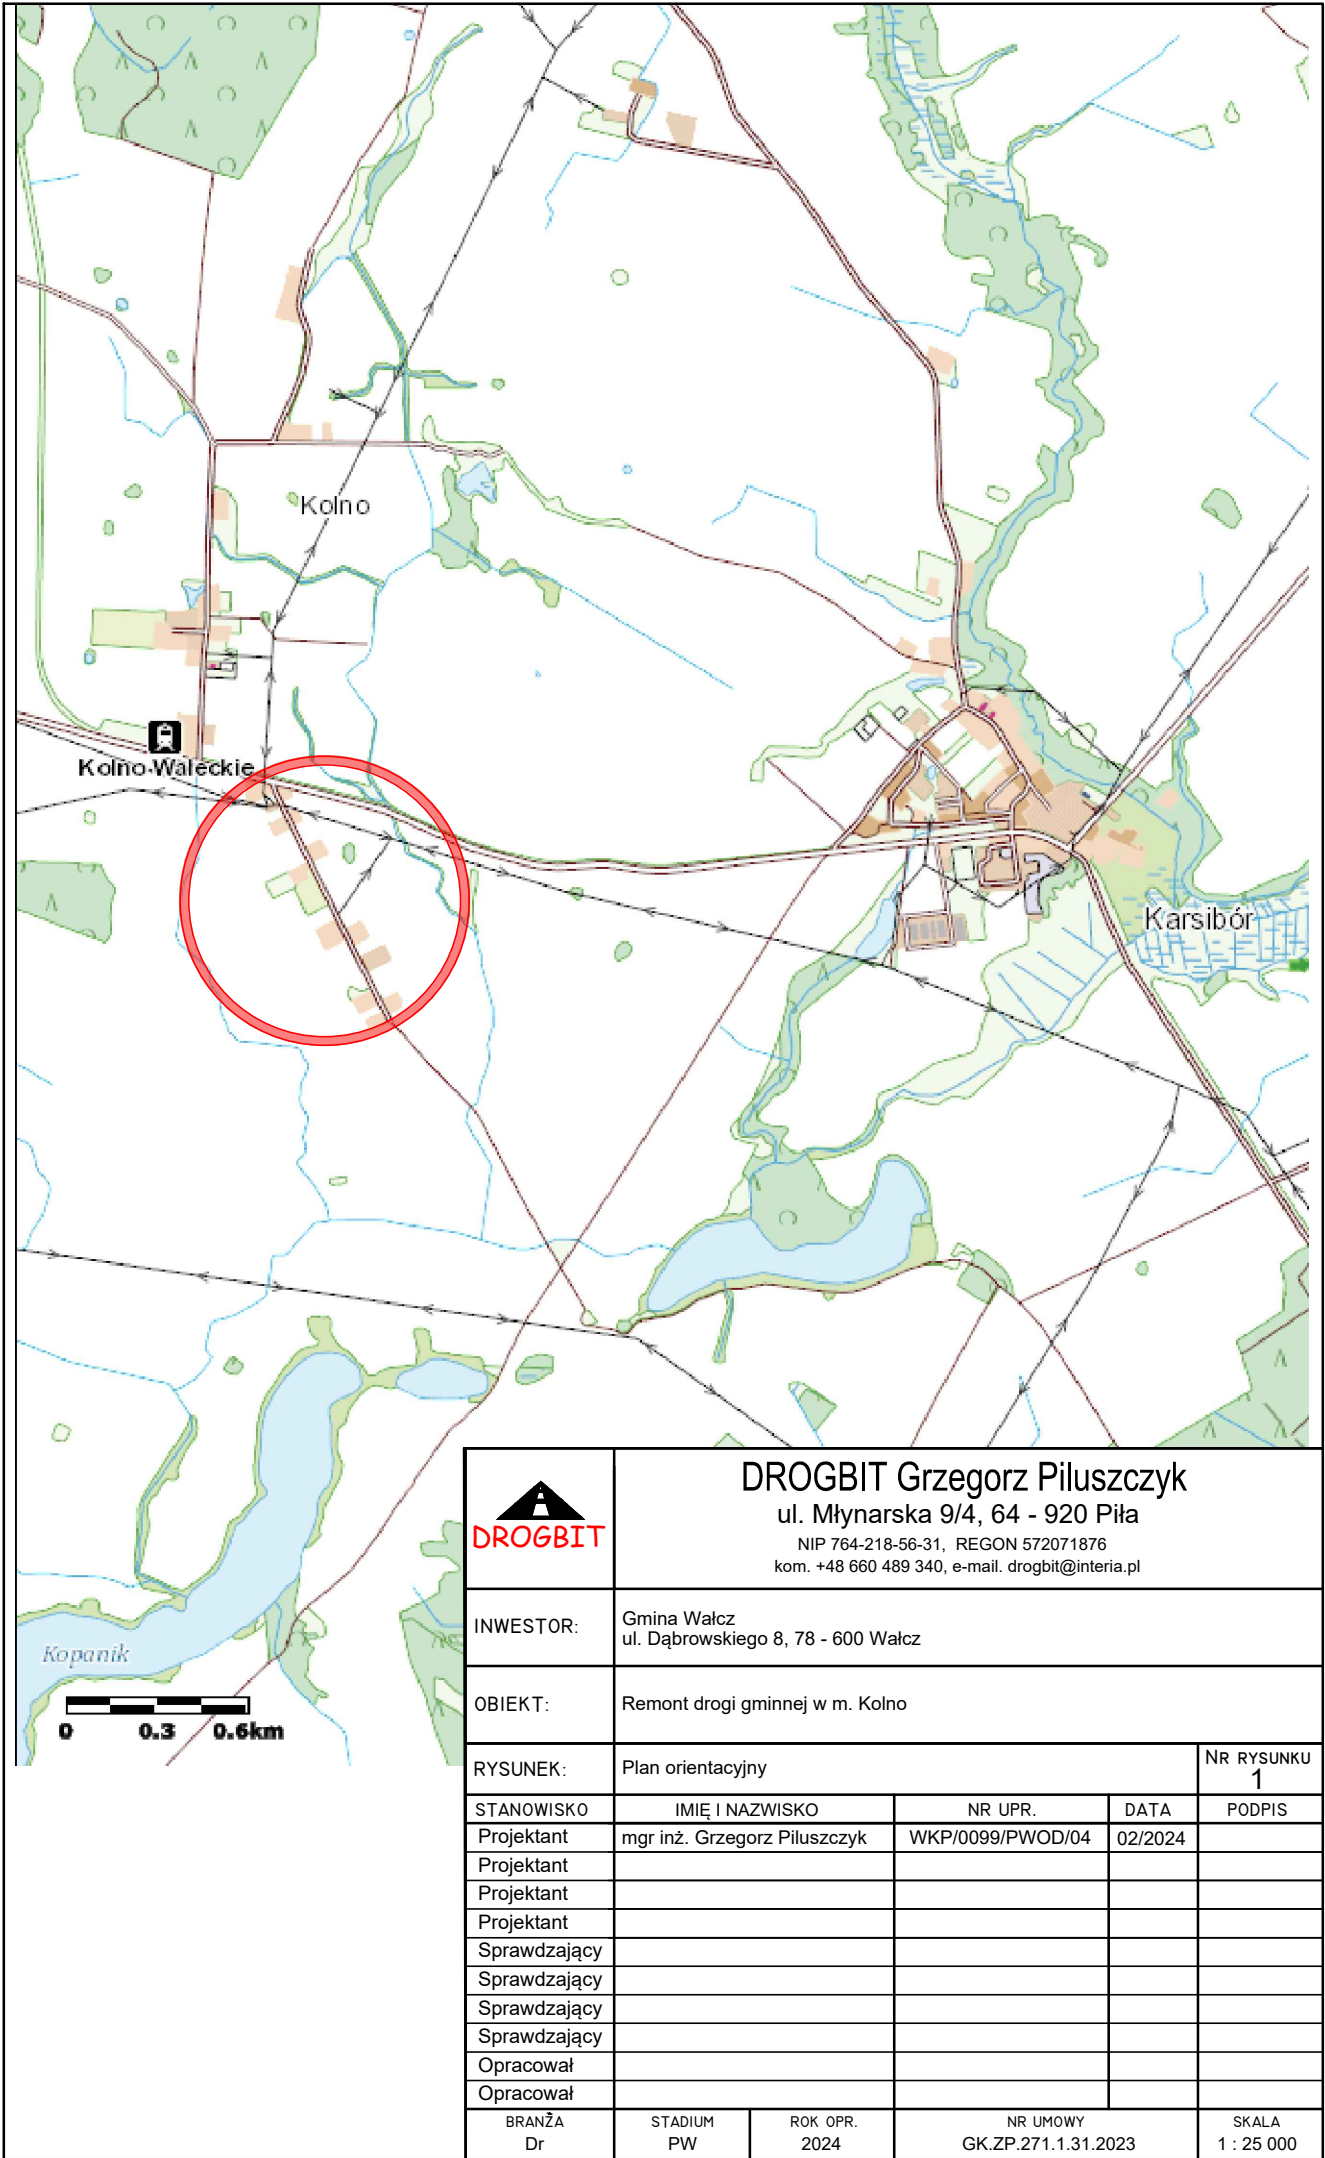 Kolno
Kolno-Wałeckie
Karsibór
Kopanik
0 0.3 0.6km
DROGBIT
DROGBIT Grzegorz Piluszczyk
ul. Młynarska 9/4, 64 - 920 Piła
NIP 764-218-56-31, REGON 572071876
kom. +48 660 489 340, e-mail. drogbit@interia.pl
INWESTOR:
Gmina Wałcz
ul. Dąbrowskiego 8, 78 - 600 Wałcz
OBIEKT:
Remont drogi gminnej w m. Kolno
RYSUNEK:
Plan orientacyjny
NR RYSUNKU
1
STANOWISKO IMIĘ I NAZWISKO NR UPR. DATA PODPIS
Projektant mgr inż. Grzegorz Piluszczyk WKP/0099/PWOD/04 02/2024
Projektant
Projektant
Projektant
Sprawdzający
Sprawdzający
Sprawdzający
Sprawdzający
Opracował
Opracował
BRANŻA STADIUM ROK OPR. NR UMOWY SKALA
Dr PW 2024 GK.ZP.271.1.31.2023 1 : 25 000